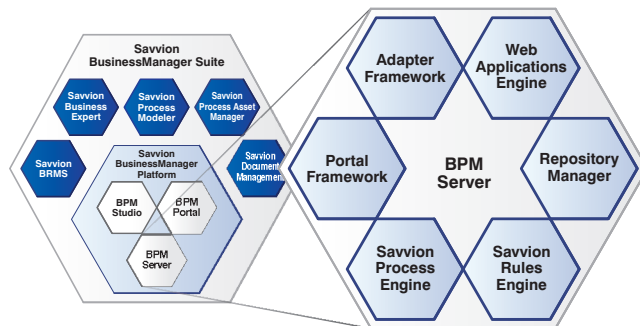 Savvion
BusinessManager Suite
Savvion
Business
Expert
Savvion
Process
Modeler
Savvion
Process Asset
Manager
Savvion
BRMS
Savvion
BusinessManager
Platform
Savvion
Document
Management
BPM
Studio
BPM
Portal
BPM
Server
Adapter
Framework
Web
Applications
Engine
Portal
Framework
BPM
Server
Repository
Manager
Savvion
Process
Engine
Savvion
Rules
Engine